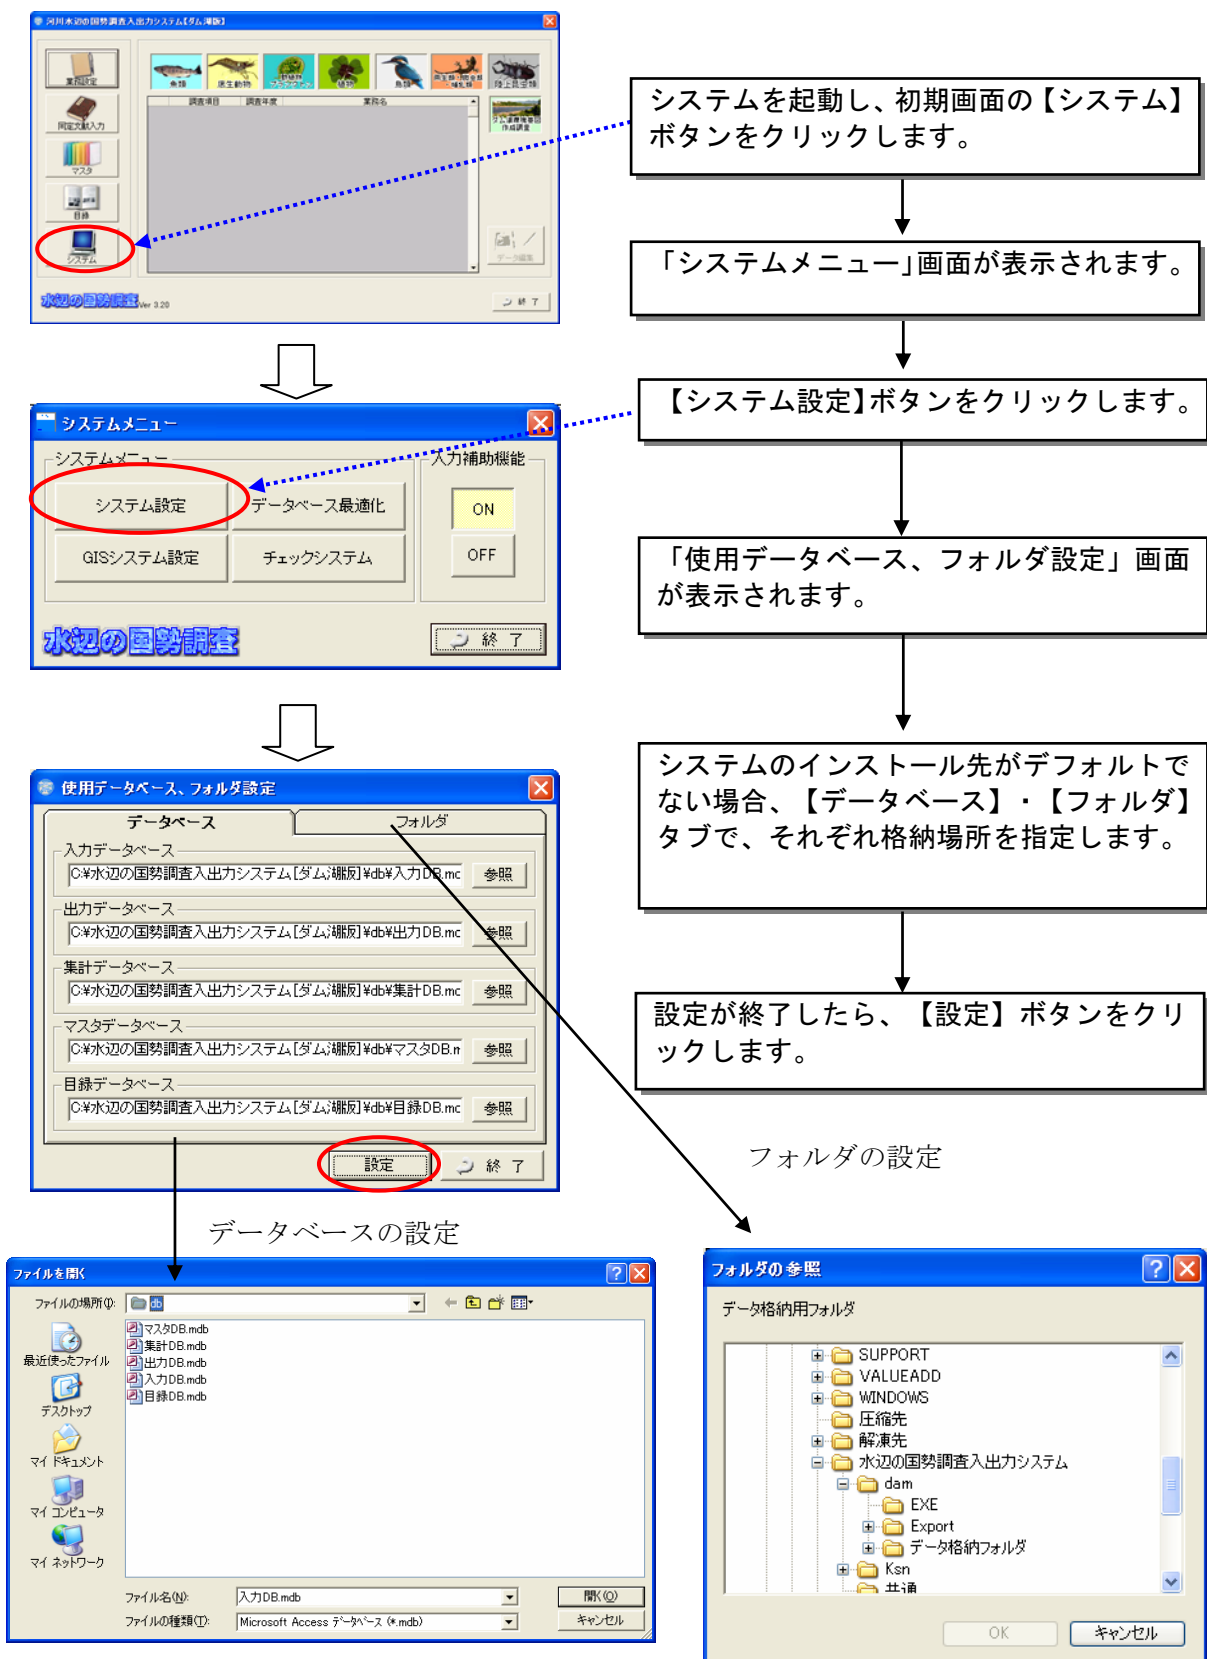 河川水辺の国勢調査入出力システム【ダム湖版】
業務設定
同定文献入力
マスタ
目録
システム
魚類
底生動物
動植物プランクトン
植物
鳥類
両生類・爬虫類・哺乳類
陸上昆虫類
調査項目 調査年度 業務名
ダム湖環境基図
作成調査
データ編集
水辺の国勢調査 Ver 3.20
終 了
システムを起動し、初期画面の【システム】
ボタンをクリックします。
「システムメニュー」画面が表示されます。
【システム設定】ボタンをクリックします。
「使用データベース、フォルダ設定」画面
が表示されます。
システムのインストール先がデフォルトで
ない場合、【データベース】・【フォルダ】
タブで、それぞれ格納場所を指定します。
設定が終了したら、【設定】ボタンをクリ
ックします。
システムメニュー
システムメニュー
入力補助機能
システム設定
データベース最適化
ON
GISシステム設定
チェックシステム
OFF
水辺の国勢調査
終 了
使用データベース、フォルダ設定
データベース
フォルダ
入力データベース
C:¥水辺の国勢調査入出力システム[ダム湖版]¥db¥入力DB.mc
参照
出力データベース
C:¥水辺の国勢調査入出力システム[ダム湖版]¥db¥出力DB.mc
参照
集計データベース
C:¥水辺の国勢調査入出力システム[ダム湖版]¥db¥集計DB.mc
参照
マスタデータベース
C:¥水辺の国勢調査入出力システム[ダム湖版]¥db¥マスタDB.m
参照
目録データベース
C:¥水辺の国勢調査入出力システム[ダム湖版]¥db¥目録DB.mc
参照
設定
終 了
フォルダの設定
データベースの設定
ファイルを開く
ファイルの場所(I):
db
最近使ったファイル
デスクトップ
マイ ドキュメント
マイ コンピュータ
マイ ネットワーク
マスタDB.mdb
集計DB.mdb
出力DB.mdb
入力DB.mdb
目録DB.mdb
ファイル名(N):
入力DB.mdb
開く(O)
ファイルの種類(T):
Microsoft Access データベース (*.mdb)
キャンセル
フォルダの参照
データ格納用フォルダ
SUPPORT
VALUEADD
WINDOWS
圧縮先
解凍先
水辺の国勢調査入出力システム
dam
EXE
Export
データ格納フォルダ
Ksn
共通
OK
キャンセル